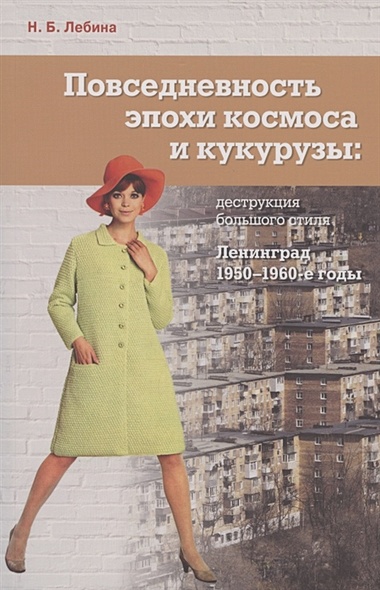 Н. Б. Лебина
Повседневность
эпохи космоса
и кукурузы:
деструкция
большого стиля
Ленинград
1950–1960-е годы